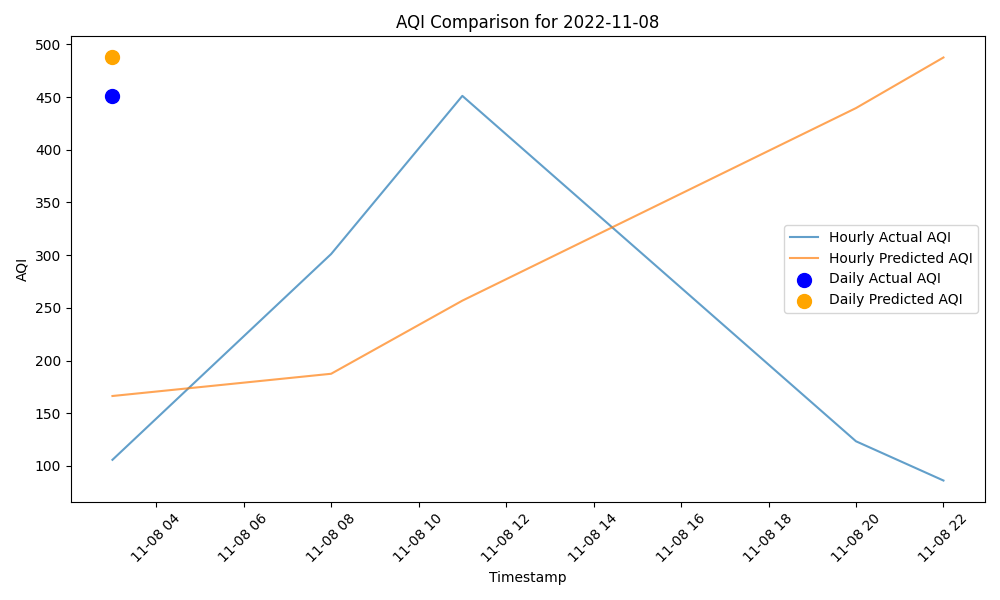 AQI Comparison for 2022-11-08
500
450
400
350
300
250
200
150
100
AQI
Hourly Actual AQI
Hourly Predicted AQI
Daily Actual AQI
Daily Predicted AQI
11-08 04
11-08 06
11-08 08
11-08 10
11-08 12
11-08 14
11-08 16
11-08 18
11-08 20
11-08 22
Timestamp